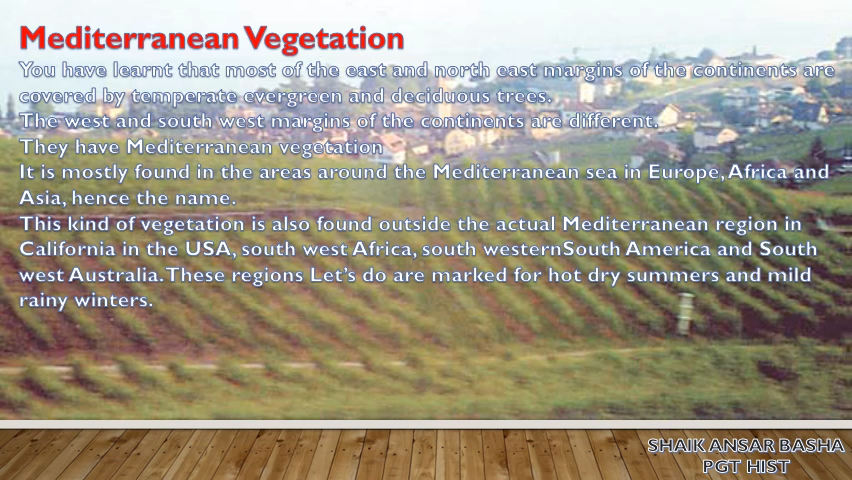 Mediterranean Vegetation
You have learnt that most of the east and north east margins of the continents are
covered by temperate evergreen and deciduous trees.
The west and south west margins of the continents are different.
They have Mediterranean vegetation
It is mostly found in the areas around the Mediterranean sea in Europe, Africa and
Asia, hence the name.
This kind of vegetation is also found outside the actual Mediterranean region in
California in the USA, south west Africa, south westernSouth America and South
west Australia. These regions Let's do are marked for hot dry summers and mild
rainy winters.
SHAIK ANSAR BASHA
PGT HIST